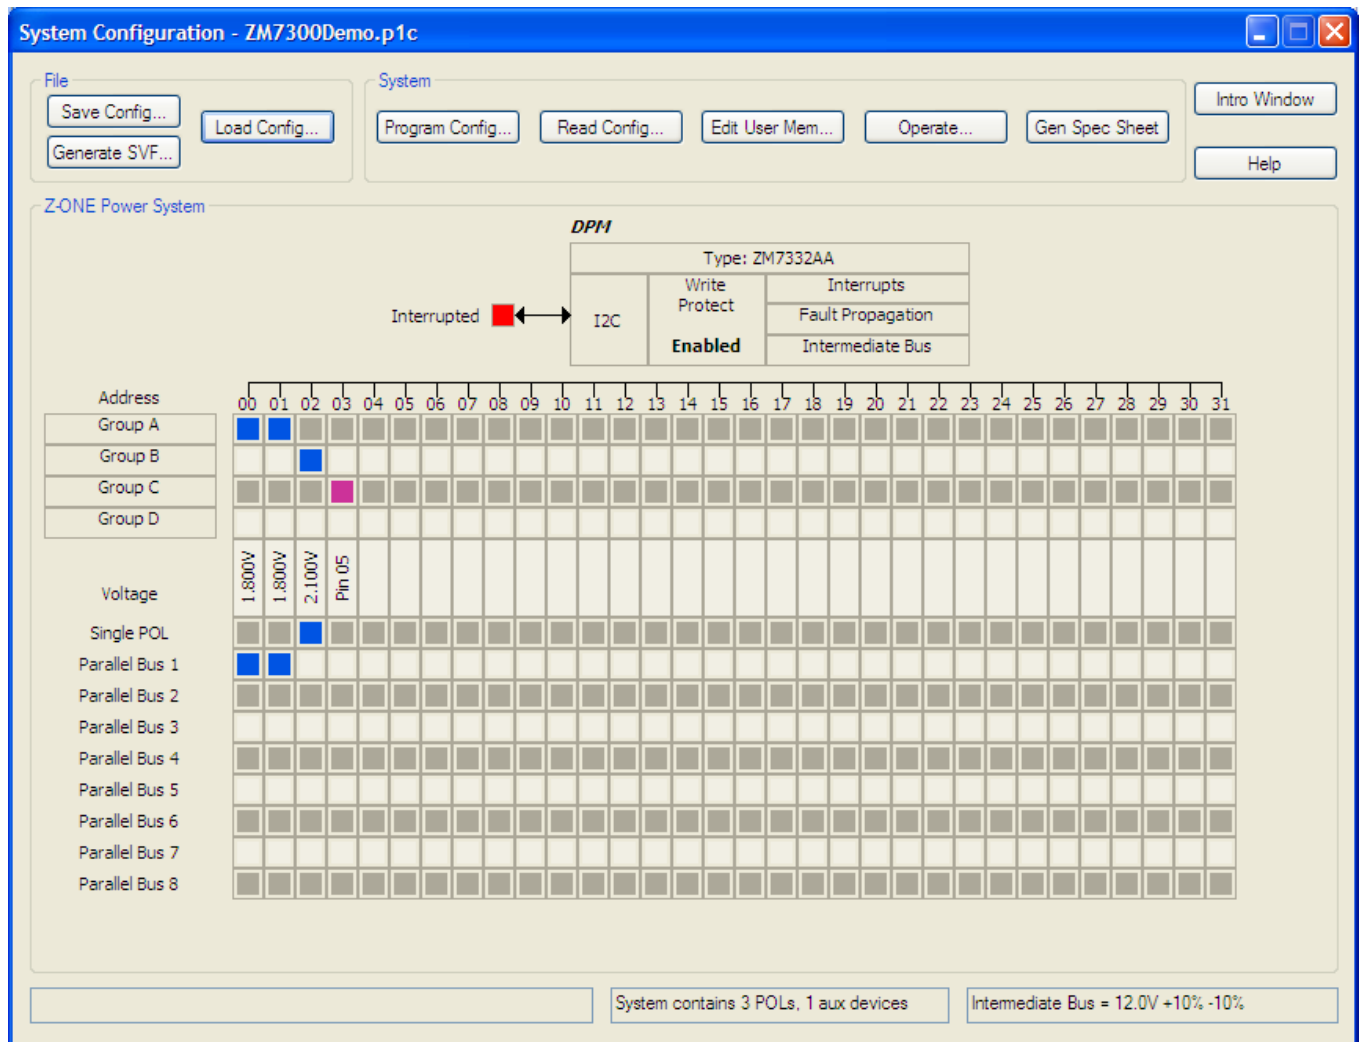 System Configuration - ZM7300Demo.p1c
File
System
Save Config...
Load Config...
Generate SVF...
Program Config...
Read Config...
Edit User Mem...
Operate...
Gen Spec Sheet
Intro Window
Help
Z-ONE Power System
DPM
Type: ZM7332AA
Interrupted
I2C
Write
Protect
Enabled
Interrupts
Fault Propagation
Intermediate Bus
Address 00 01 02 03 04 05 06 07 08 09 10 11 12 13 14 15 16 17 18 19 20 21 22 23 24 25 26 27 28 29 30 31
Group A
Group B
Group C
Group D
Voltage 1.800V 1.800V 2.100V Pin 05
Single POL
Parallel Bus 1
Parallel Bus 2
Parallel Bus 3
Parallel Bus 4
Parallel Bus 5
Parallel Bus 6
Parallel Bus 7
Parallel Bus 8
System contains 3 POLs, 1 aux devices
Intermediate Bus = 12.0V +10% -10%